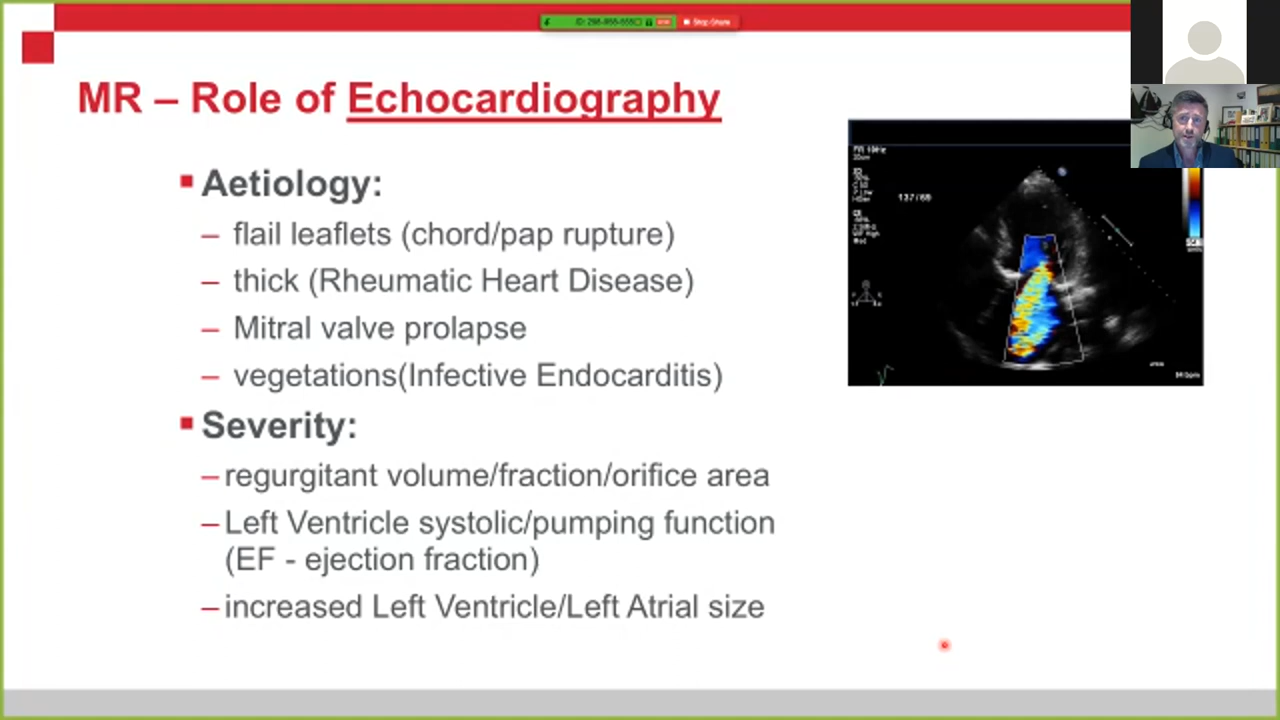 Stop Share
MR – Role of Echocardiography
Aetiology:
– flail leaflets (chord/pap rupture)
– thick (Rheumatic Heart Disease)
– Mitral valve prolapse
– vegetations(Infective Endocarditis)
Severity:
– regurgitant volume/fraction/orifice area
– Left Ventricle systolic/pumping function
(EF - ejection fraction)
– increased Left Ventricle/Left Atrial size